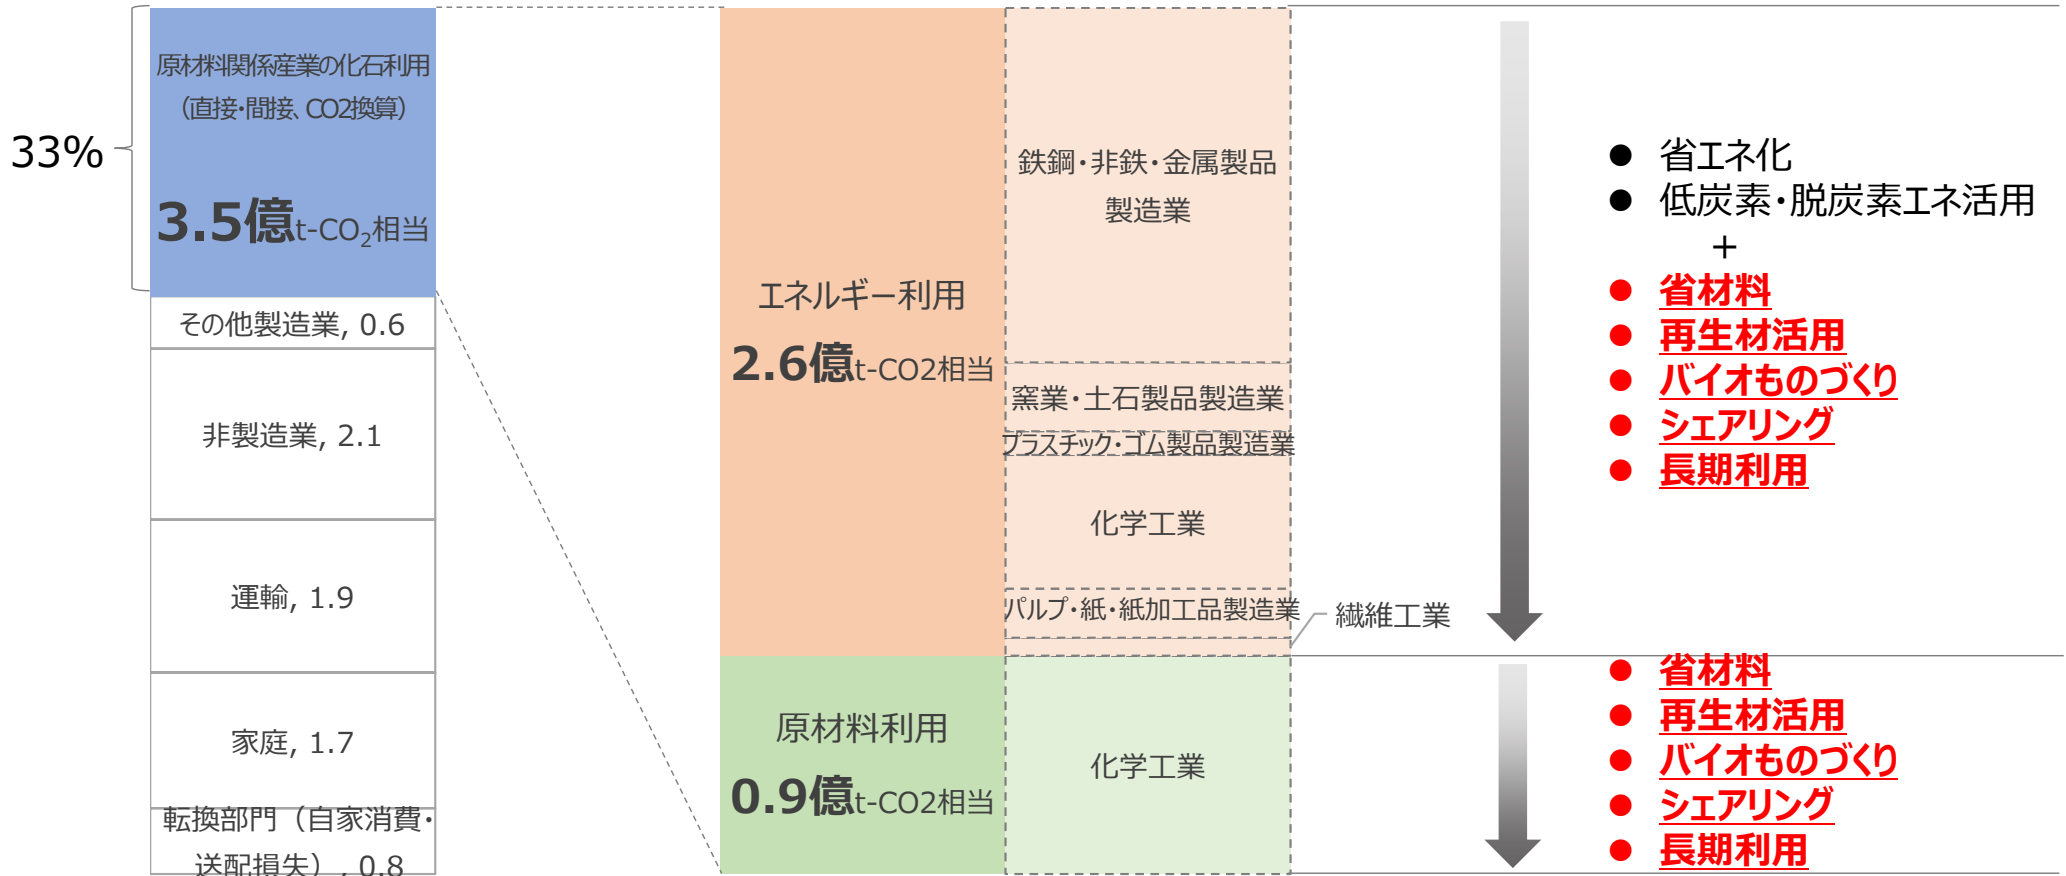 33%
原材料関係産業の化石利用
（直接・間接、CO2換算）
3.5億t-CO₂相当
その他製造業, 0.6
非製造業, 2.1
運輸, 1.9
家庭, 1.7
転換部門（自家消費・
送配損失）, 0.8
エネルギー利用
2.6億t-CO2相当
原材料利用
0.9億t-CO2相当
鉄鋼・非鉄・金属製品
製造業
窯業・土石製品製造業
プラスチック・ゴム製品製造業
化学工業
パルプ・紙・紙加工品製造業
繊維工業
化学工業
● 省エネ化
● 低炭素・脱炭素エネ活用
＋
● 省材料
● 再生材活用
● バイオものづくり
● シェアリング
● 長期利用
● 省材料
● 再生材活用
● バイオものづくり
● シェアリング
● 長期利用